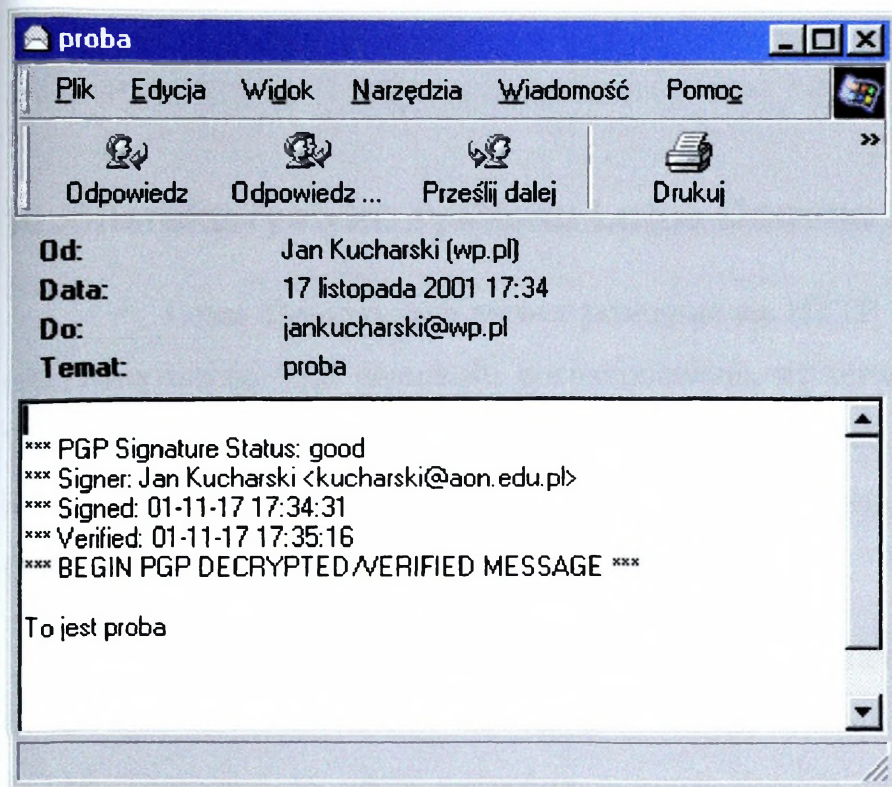 proba
Plik Edycja Widok Narzędzia Wiadomość Pomoc
»
Odpowiedz Odpowiedz ... Prześlij dalej Drukuj
Od: Jan Kucharski (wp.pl)
Data: 17 listopada 2001 17:34
Do: jankucharski@wp.pl
Temat: proba
*** PGP Signature Status: good
*** Signer: Jan Kucharski <kucharski@aon.edu.pl>
*** Signed: 01-11-17 17:34:31
*** Verified: 01-11-17 17:35:16
*** BEGIN PGP DECRYPTED/VERIFIED MESSAGE ***
To jest proba